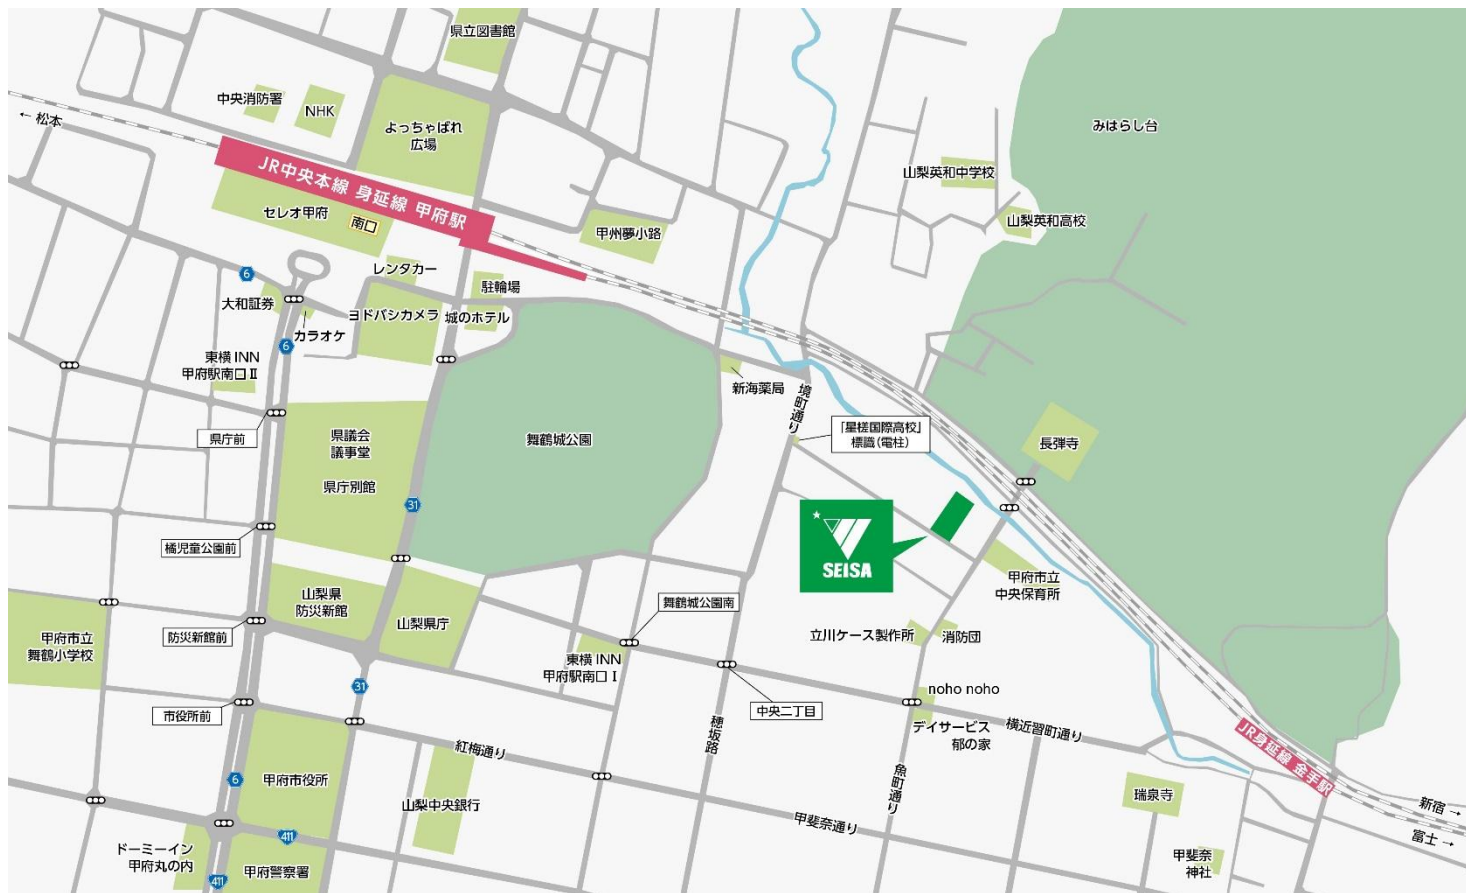 県立図書館
中央消防署
NHK
よっちゃばれ
広場
みはらし台
← 松本
JR中央本線 身延線 甲府駅
山梨英和中学校
セレオ甲府
南口
甲州夢小路
山梨英和高校
6
レンタカー
駐輪場
大和証券
カラオケ
ヨドバシカメラ
城のホテル
6
東横 INN
甲府駅南口 Ⅱ
新海薬局
境町通り
「星槎国際高校」
標識(電柱)
県庁前
県議会
議事堂
県庁別館
舞鶴城公園
長弾寺
31
SEISA
橘児童公園前
山梨県
防災新館
山梨県庁
舞鶴城公園南
甲府市立
中央保育所
甲府市立
舞鶴小学校
防災新館前
立川ケース製作所
消防団
東横 INN
甲府駅南口 Ⅰ
31
noho noho
市役所前
中央二丁目
穂坂路
デイサービス
郁の家
横近習町通り
紅梅通り
JR身延線 金手駅
6
甲府市役所
山梨中央銀行
魚町通り
瑞泉寺
新宿 →
富士 →
甲斐奈通り
411
ドーミーイン
甲府丸の内
411
甲府警察署
甲斐奈
神社